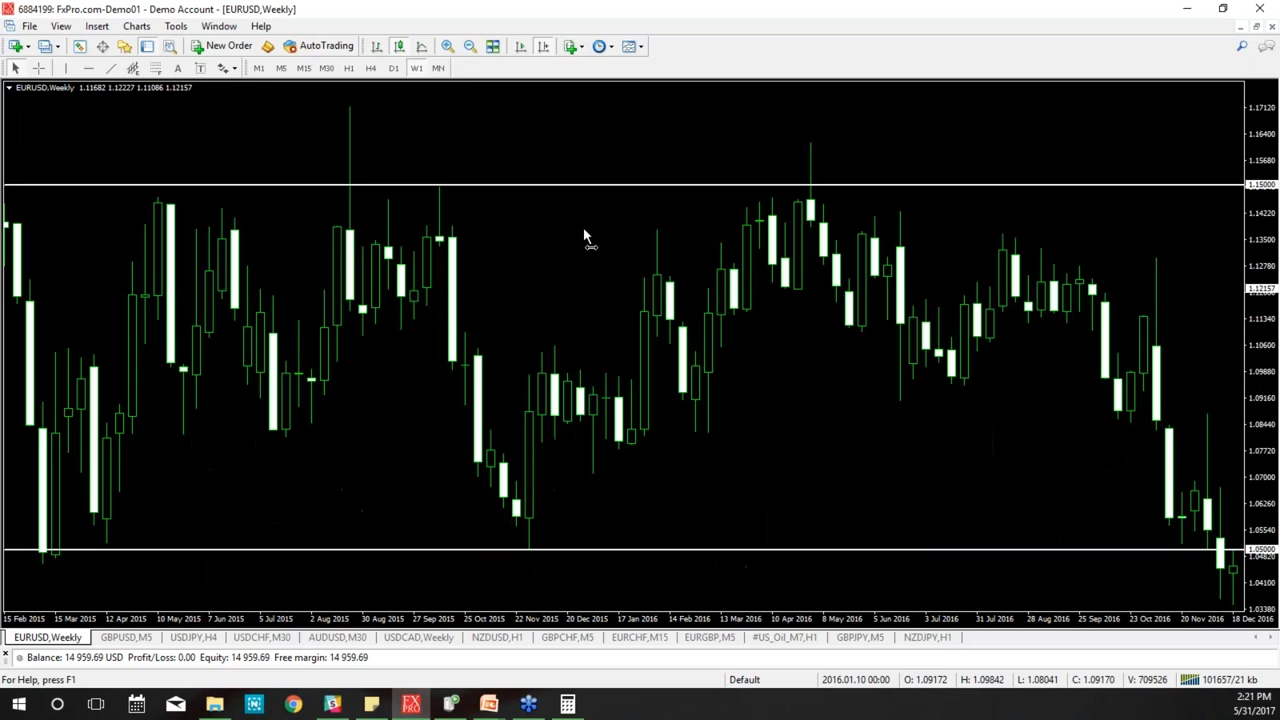 6884199: FxPro.com-Demo01 - Demo Account - [EURUSD,Weekly]
File View Insert Charts Tools Window Help
New Order AutoTrading
A T M1 M5 M15 M30 H1 H4 D1 W1 MN
EURUSD,Weekly 1.11682 1.12227 1.11086 1.12157
1.17120
1.16400
1.15680
1.15000
1.14220
1.13500
1.12780
1.12157
1.11340
1.10600
1.09880
1.09160
1.08440
1.07720
1.07000
1.06260
1.05540
1.05000
1.04820
1.04100
1.03380
15 Feb 2015 15 Mar 2015 12 Apr 2015 10 May 2015 7 Jun 2015 5 Jul 2015 2 Aug 2015 30 Aug 2015 27 Sep 2015 25 Oct 2015 22 Nov 2015 20 Dec 2015 17 Jan 2016 14 Feb 2016 13 Mar 2016 10 Apr 2016 8 May 2016 5 Jun 2016 3 Jul 2016 31 Jul 2016 28 Aug 2016 25 Sep 2016 23 Oct 2016 20 Nov 2016 18 Dec 2016
EURUSD,Weekly GBPUSD,M5 USDJPY,H4 USDCHF,M30 AUDUSD,M30 USDCAD,Weekly NZDUSD,H1 GBPCHF,M5 EURCHF,M15 EURGBP,M5 #US_Oil_M7,H1 GBPJPY,M5 NZDJPY,H1
Balance: 14 959.69 USD Profit/Loss: 0.00 Equity: 14 959.69 Free margin: 14 959.69
For Help, press F1 Default 2016.01.10 00:00 O: 1.09172 H: 1.09842 L: 1.08041 C: 1.09170 V: 709526 101657/21 kb
FX PRO
2:21 PM
5/31/2017